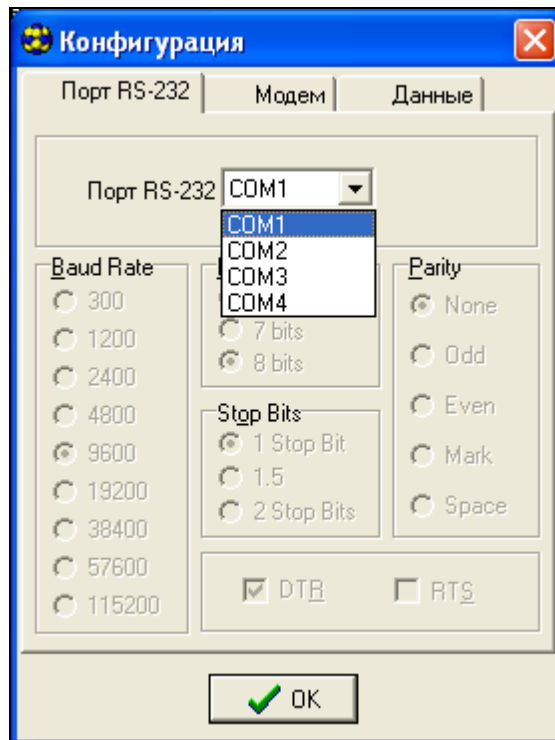 Конфигурация
Порт RS-232
Модем
Данные
Порт RS-232 COM1
COM1
COM2
COM3
COM4
Baud Rate
300
1200
2400
4800
9600
19200
38400
57600
115200
7 bits
8 bits
Stop Bits
1 Stop Bit
1.5
2 Stop Bits
Parity
None
Odd
Even
Mark
Space
DTR
RTS
OK